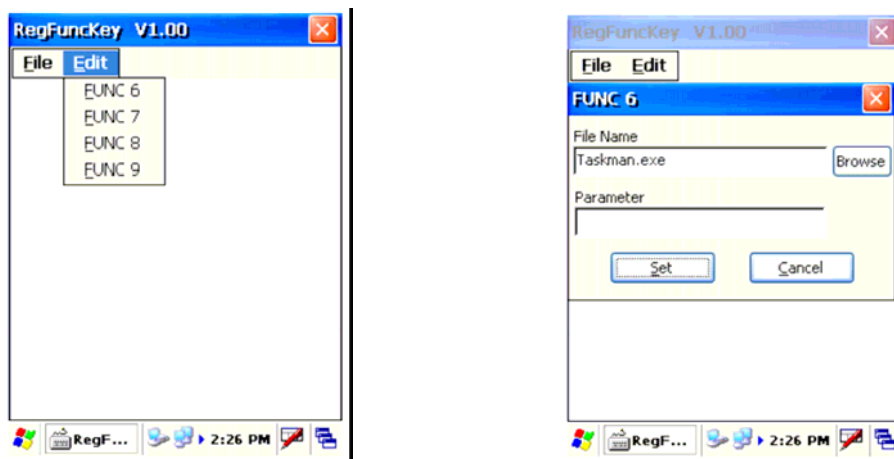 RegFuncKey V1.00
File Edit
FUNC 6
FUNC 7
FUNC 8
FUNC 9
RegF... 2:26 PM
RegFuncKey V1.00
File Edit
FUNC 6
File Name
Taskman.exe Browse
Parameter
Set Cancel
RegF... 2:26 PM